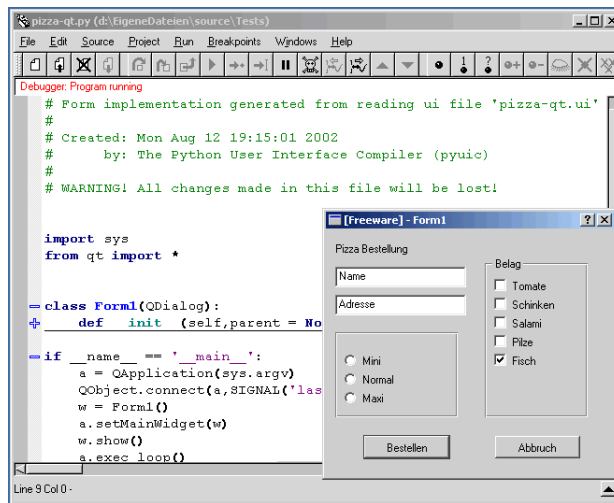 pizza-qt.py (d:\EigeneDateien\source\Tests)
File Edit Source Project Run Breakpoints Windows Help
Debugger: Program running
# Form implementation generated from reading ui file 'pizza-qt.ui'
#
# Created: Mon Aug 12 19:15:01 2002
#      by: The Python User Interface Compiler (pyuic)
#
# WARNING! All changes made in this file will be lost!
import sys
from qt import *
class Form1(QDialog):
def __init__(self,parent = No
if __name__ == '__main__':
a = QApplication(sys.argv)
QObject.connect(a,SIGNAL('las
w = Form1()
a.setMainWidget(w)
w.show()
a.exec_loop()
Line 9 Col 0 -
[Freeware] - Form1
Pizza Bestellung
Name
Adresse
Mini
Normal
Maxi
Belag
Tomate
Schinken
Salami
Pilze
Fisch
Bestellen
Abbruch